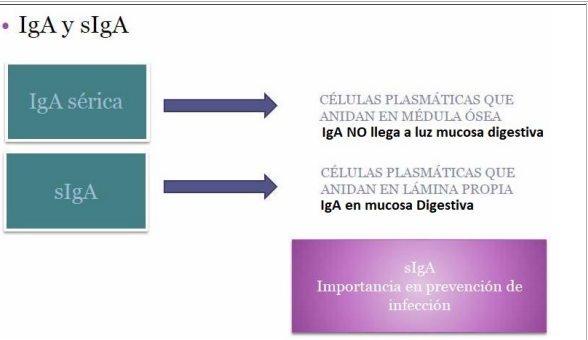 • IgA y sIgA
IgA sérica
CÉLULAS PLASMÁTICAS QUE
ANIDAN EN MÉDULA ÓSEA
IgA NO llega a luz mucosa digestiva
sIgA
CÉLULAS PLASMÁTICAS QUE
ANIDAN EN LÁMINA PROPIA
IgA en mucosa Digestiva
sIgA
Importancia en prevención de
infección